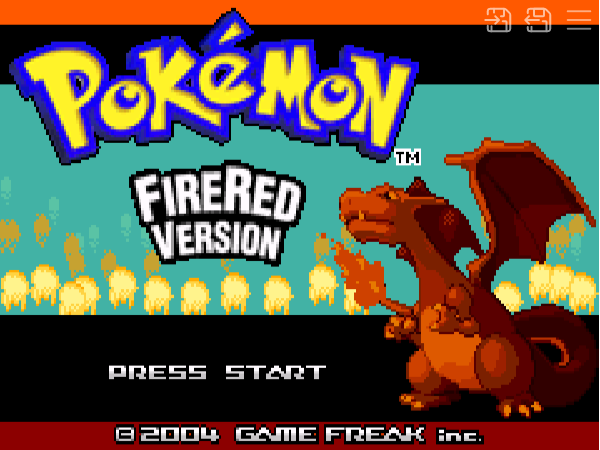 POKéMON
TM
FIRERED
VERSION
PRESS START
© 2004 GAME FREAK inc.